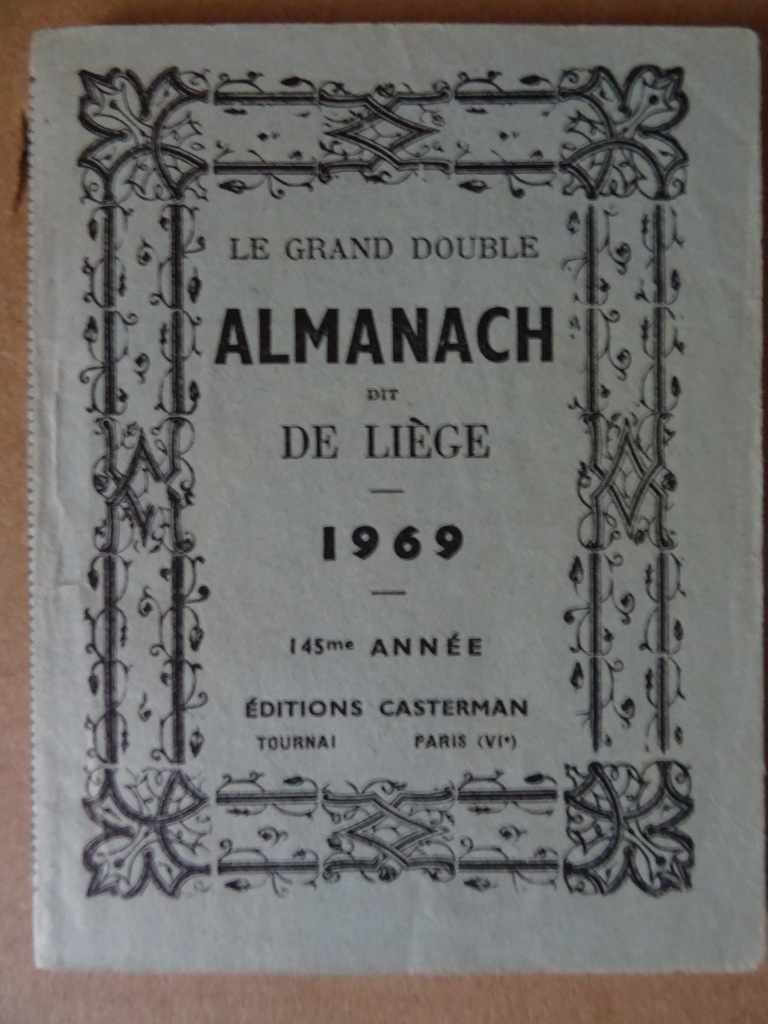 LE GRAND DOUBLE
ALMANACH
DIT
DE LIÈGE
—
1969
—
145me ANNÉE
ÉDITIONS CASTERMAN
TOURNAI PARIS (VIe)